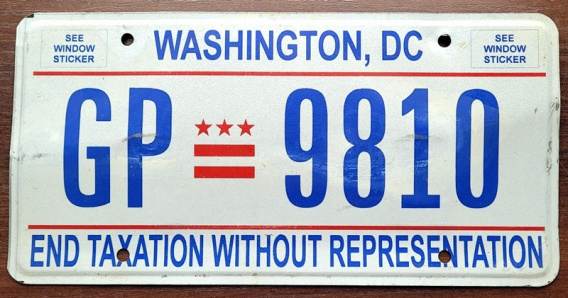 SEE
WINDOW
STICKER
WASHINGTON, DC
SEE
WINDOW
STICKER
GP 9810
END TAXATION WITHOUT REPRESENTATION